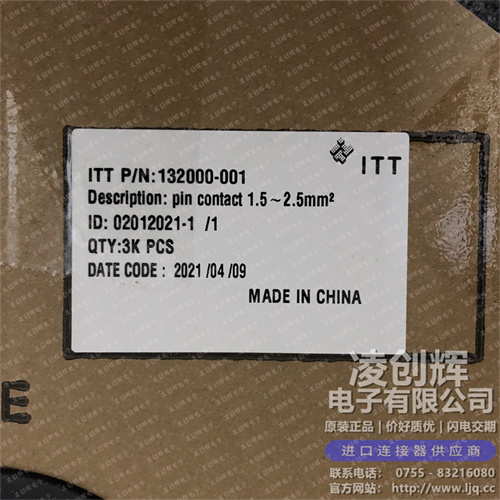 ITT
ITT P/N:132000-001
Description: pin contact 1.5～2.5mm²
ID: 02012021-1 /1
QTY:3K PCS
DATE CODE: 2021 /04 /09
MADE IN CHINA
E
凌创辉
电子有限公司
原装正品 | 价好质优 | 闪电交期
进口连接器供应商
联系电话: 0755 - 83216080
官方网站: http://www.ljq.cc